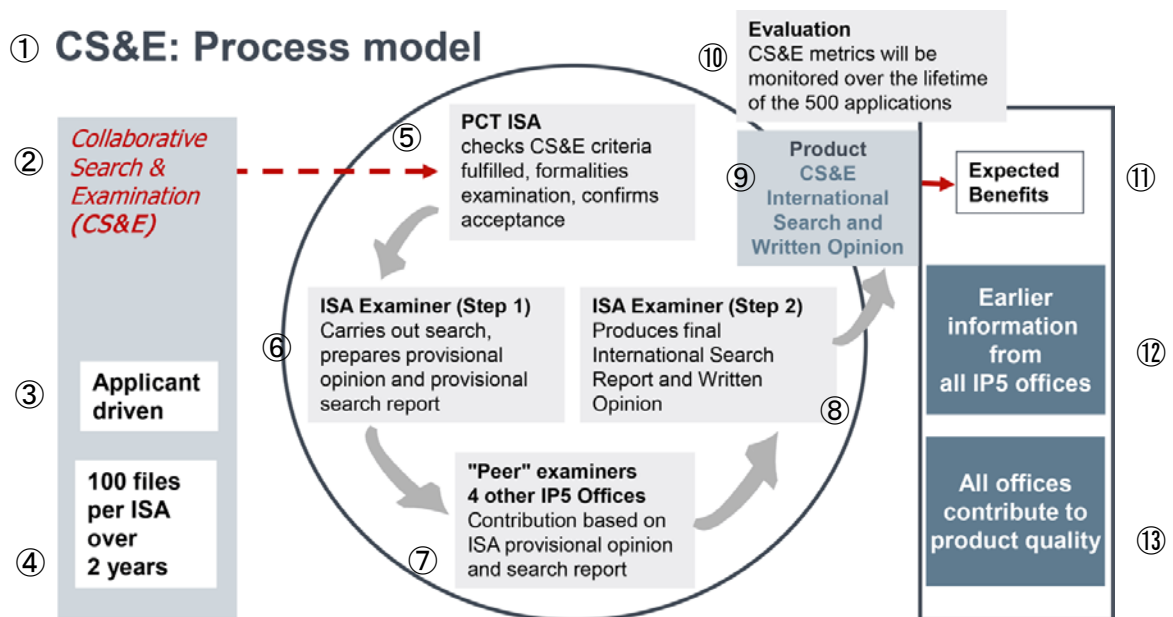 ① CS&E: Process model
② Collaborative
Search &
Examination
(CS&E)
③ Applicant
driven
④ 100 files
per ISA
over
2 years
⑤ PCT ISA
checks CS&E criteria
fulfilled, formalities
examination, confirms
acceptance
⑥ ISA Examiner (Step 1)
Carries out search,
prepares provisional
opinion and provisional
search report
⑦ "Peer" examiners
4 other IP5 Offices
Contribution based on
ISA provisional opinion
and search report
⑧ ISA Examiner (Step 2)
Produces final
International Search
Report and Written
Opinion
⑨ Product
CS&E
International
Search and
Written Opinion
⑩ Evaluation
CS&E metrics will be
monitored over the lifetime
of the 500 applications
⑪ Expected
Benefits
⑫ Earlier
information
from
all IP5 offices
⑬ All offices
contribute to
product quality